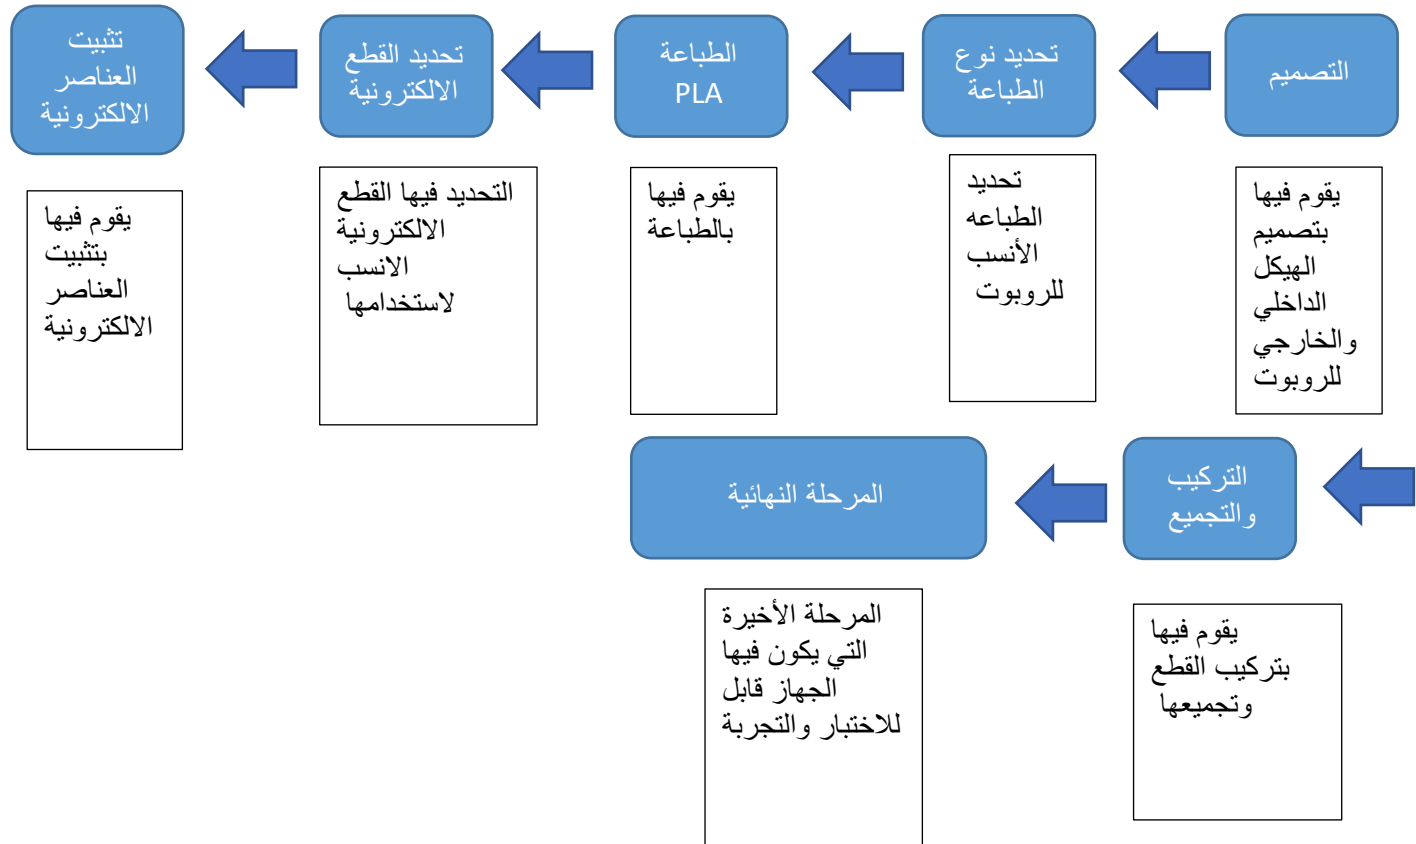 التصميم
تحديد نوع
الطباعة
الطباعة
PLA
تحديد القطع
الالكترونية
تثبيت
العناصر
الالكترونية
يقوم فيها
بتصميم
الهيكل
الداخلي
والخارجي
للروبوت
تحديد
الطباعه
الأنسب
للروبوت
يقوم فيها
بالطباعة
التحديد فيها القطع
الالكترونية
الانسب
لاستخدامها
يقوم فيها
بتثبيت
العناصر
الالكترونية
التركيب
والتجميع
المرحلة النهائية
يقوم فيها
بتركيب القطع
وتجميعها
المرحلة الأخيرة
التي يكون فيها
الجهاز قابل
للاختبار والتجربة